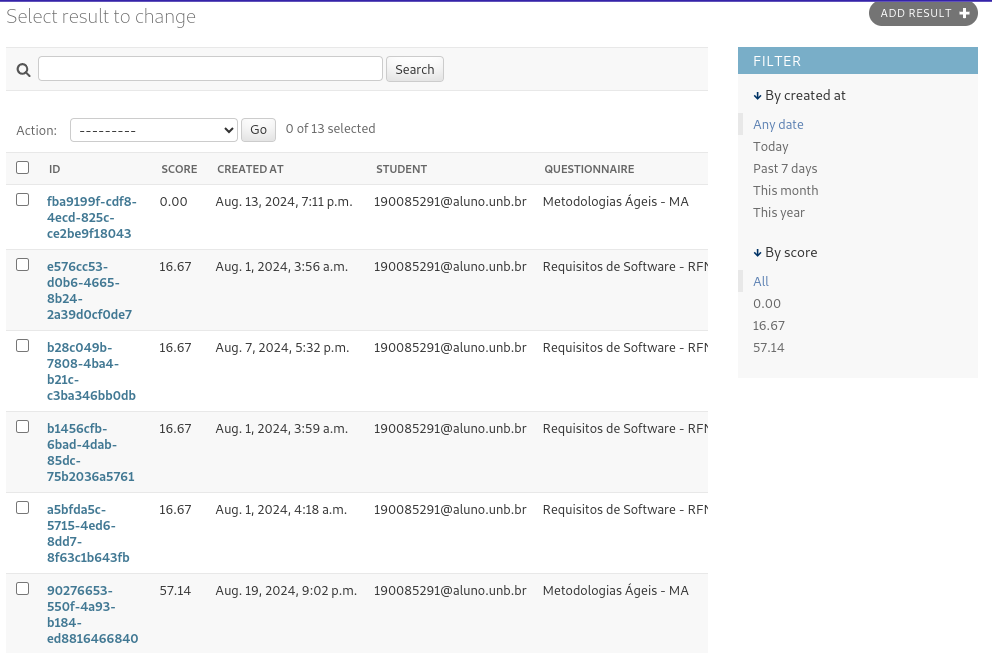 Select result to change
ADD RESULT
Search
Action: --------- Go 0 of 13 selected
ID SCORE CREATED AT STUDENT QUESTIONNAIRE
fba9199f-cdf8- 0.00 Aug. 13, 2024, 7:11 p.m. 190085291@aluno.unb.br Metodologias Ágeis - MA
4ecd-825c-
ce2be9f18043
e576cc53- 16.67 Aug. 1, 2024, 3:56 a.m. 190085291@aluno.unb.br Requisitos de Software - RFN
d0b6-4665-
8b24-
2a39d0cf0de7
b28c049b- 16.67 Aug. 7, 2024, 5:32 p.m. 190085291@aluno.unb.br Requisitos de Software - RFN
7808-4ba4-
b21c-
c3ba346bb0db
b1456cfb- 16.67 Aug. 1, 2024, 3:59 a.m. 190085291@aluno.unb.br Requisitos de Software - RFN
6bad-4dab-
85dc-
75b2036a5761
a5bfda5c- 16.67 Aug. 1, 2024, 4:18 a.m. 190085291@aluno.unb.br Requisitos de Software - RFN
5715-4ed6-
8dd7-
8f63c1b643fb
90276653- 57.14 Aug. 19, 2024, 9:02 p.m. 190085291@aluno.unb.br Metodologias Ágeis - MA
550f-4a93-
b184-
ed8816466840
FILTER
By created at
Any date
Today
Past 7 days
This month
This year
By score
All
0.00
16.67
57.14